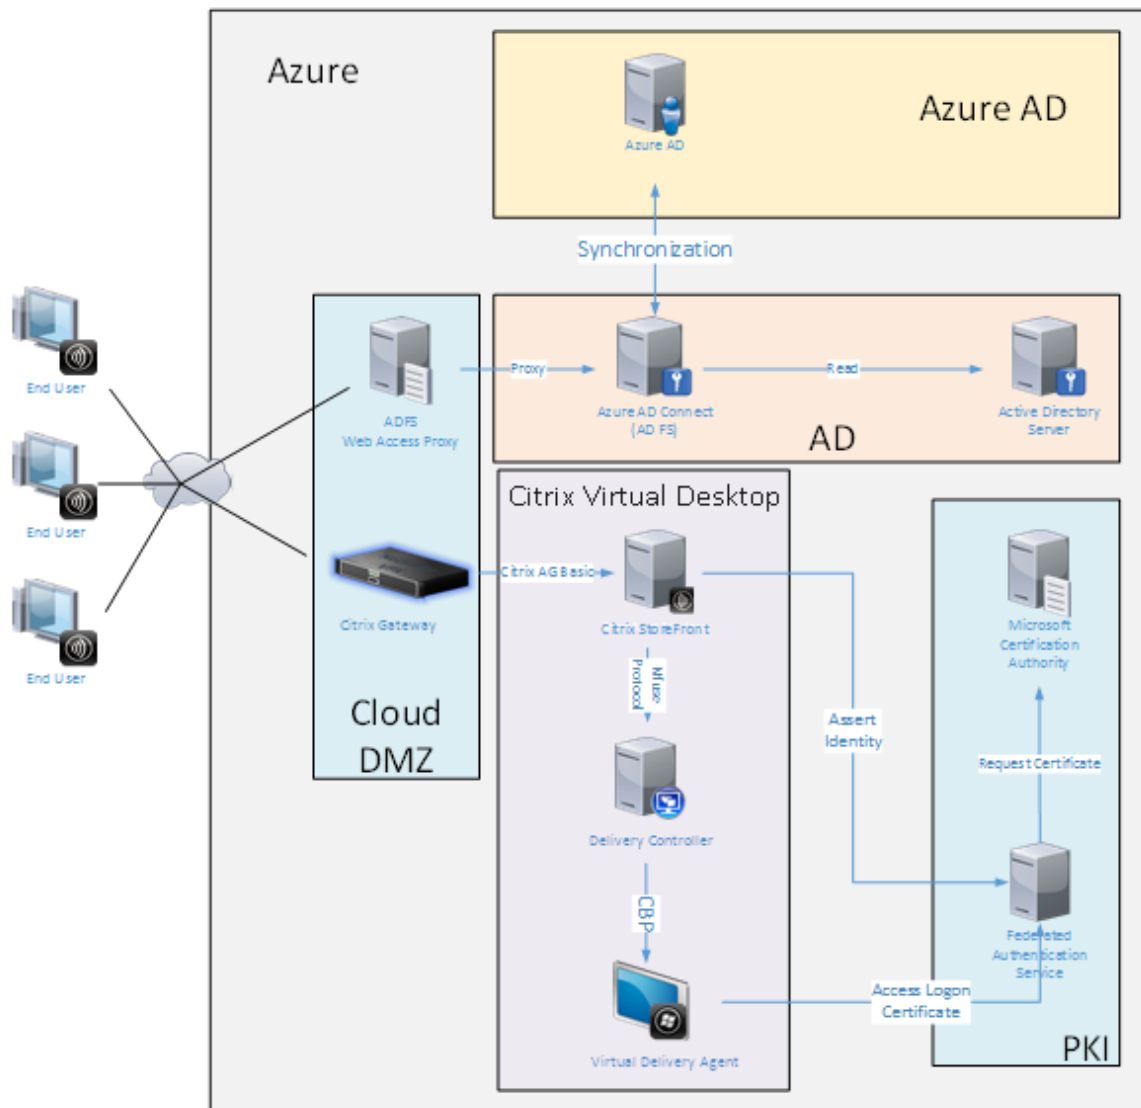 Azure
Azure AD
Azure AD
Synchronization
End User
ADFS
Web Access Proxy
Proxy
Azure AD Connect
(AD FS)
Read
Active Directory
Server
AD
End User
End User
Citrix Gateway
Cloud
DMZ
Citrix Virtual Desktop
Citrix AG Basic
Citrix StoreFront
Nfuse
Protocol
Delivery Controller
CBP
Virtual Delivery Agent
Assert
Identity
Access Logon
Certificate
Microsoft
Certification
Authority
Request Certificate
Federated
Authentication
Service
PKI